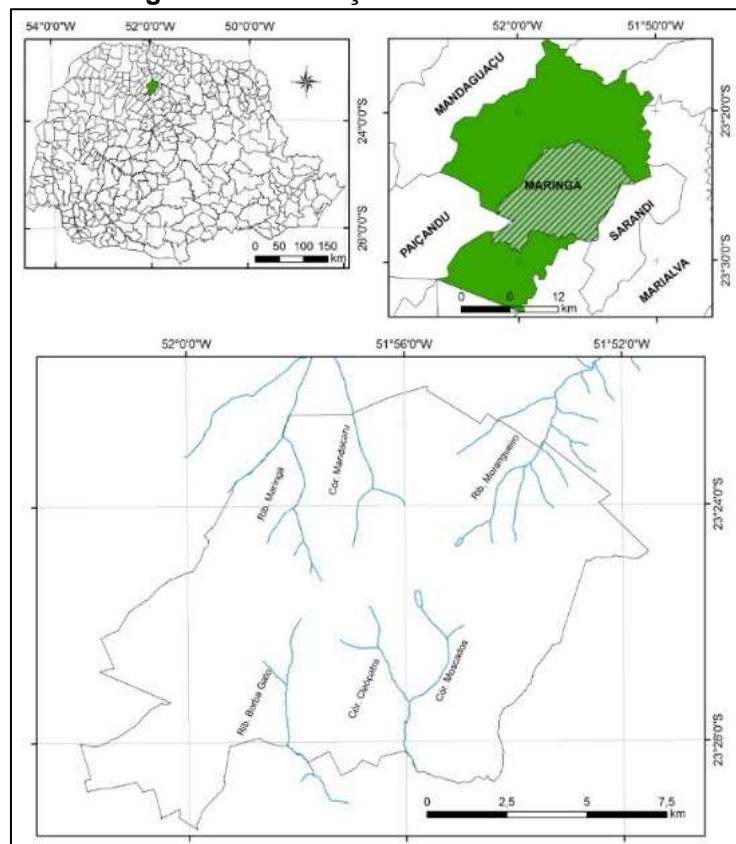 54°0'0"W 52°0'0"W 50°0'0"W
24°0'0"S
26°0'0"S
0 50 100 150
km
52°0'0"W 51°50'0"W
23°20'0"S
23°30'0"S
MANDAGUAÇU
MARINGÁ
PAIÇANDU
SARANDI
MARIALVA
0 6 12
km
52°0'0"W 51°56'0"W 51°52'0"W
23°24'0"S
23°28'0"S
Rib. Maringá
Cór. Mandacaru
Rib. Morangueiro
Rib. Borba Gato
Cór. Cleópatra
Cór. Moscados
0 2,5 5 7,5
km